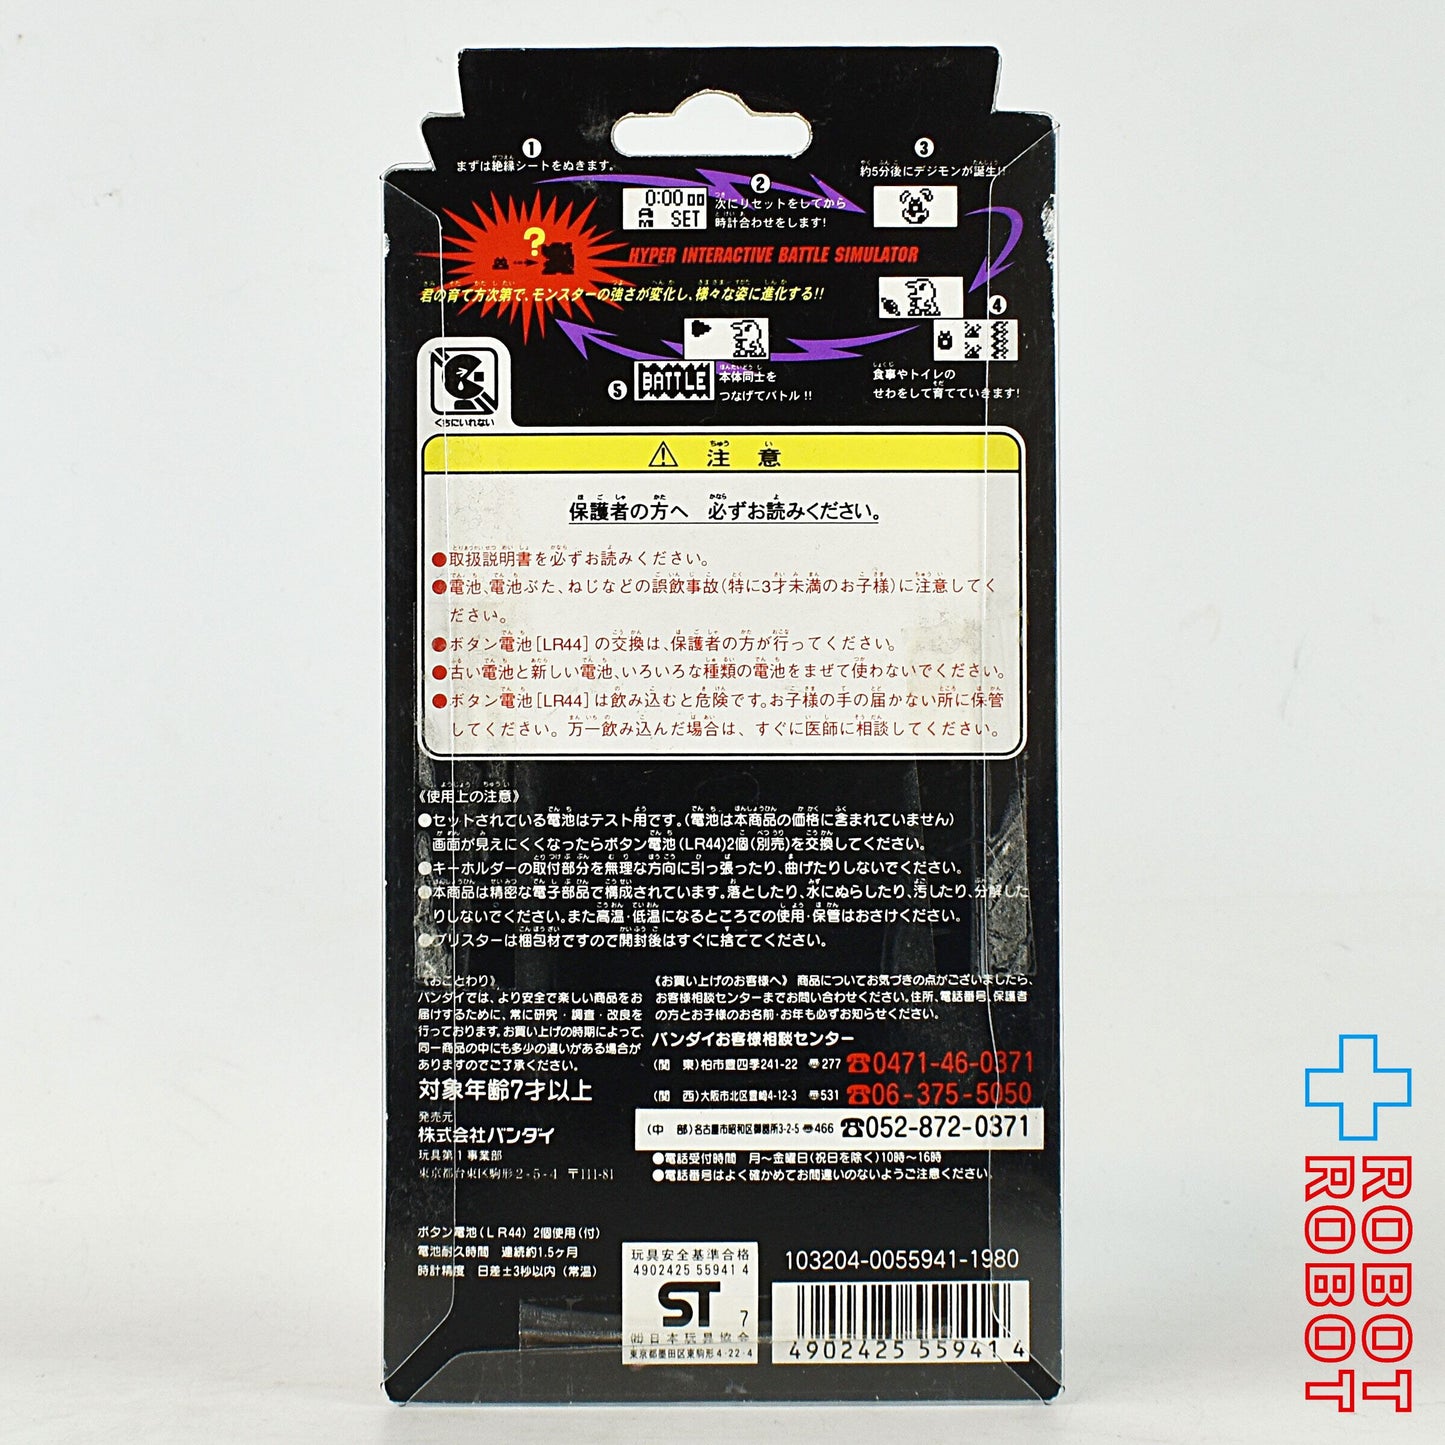 ① まずは絶縁シートをぬきます。
0:00 00
AM SET
② 次にリセットをしてから
時計合わせをします!
③ 約5分後にデジモンが誕生!!
?
HYPER INTERACTIVE BATTLE SIMULATOR
君の育て方次第で、モンスターの強さが変化し、様々な姿に進化する!!
④ 食事やトイレの
せわをして育てていきます!
⑤ BATTLE
本体同士を
つなげてバトル!!
くちにいれない
⚠ 注意
保護者の方へ 必ずお読みください。
●取扱説明書を必ずお読みください。
●電池、電池ぶた、ねじなどの誤飲事故(特に3才未満のお子様)に注意してく
ださい。
●ボタン電池[LR44]の交換は、保護者の方が行ってください。
●古い電池と新しい電池、いろいろな種類の電池をまぜて使わないでください。
●ボタン電池[LR44]は飲み込むと危険です。お子様の手の届かない所に保管
してください。万一飲み込んだ場合は、すぐに医師に相談してください。
《使用上の注意》
●セットされている電池はテスト用です。(電池は本商品の価格に含まれていません)
画面が見えにくくなったらボタン電池(LR44)2個(別売)を交換してください。
●キーホルダーの取付部分を無理な方向に引っ張ったり、曲げたりしないでください。
●本商品は精密な電子部品で構成されています。落としたり、水にぬらしたり、汚したり、分解した
りしないでください。また高温・低温になるところでの使用・保管はおさけください。
●ブリスターは梱包材ですので開封後はすぐに捨ててください。
《おことわり》
バンダイでは、より安全で楽しい商品をお
届けするために、常に研究・調査・改良を
行っております。お買い上げの時期によって、
同一商品の中にも多少の違いがある場合が
ありますのでご了承ください。
対象年齢7才以上
発売元
株式会社バンダイ
玩具第1事業部
東京都台東区駒形2-5-4 〒111-81
《お買い上げのお客様へ》 商品についてお気づきの点がございましたら、
お客様相談センターまでお問い合わせください。住所、電話番号、保護者
の方とお子様のお名前・お年も必ずお知らせください。
バンダイお客様相談センター
(関 東)柏市豊四季241-22 〠277 ☎0471-46-0371
(関 西)大阪市北区豊崎4-12-3 〠531 ☎06-375-5050
(中 部)名古屋市昭和区御器所3-2-5 〠466 ☎052-872-0371
●電話受付時間 月~金曜日(祝日を除く)10時~16時
●電話番号はよく確かめてお間違いのないようご注意ください。
ボタン電池(LR44) 2個使用(付)
電池耐久時間 連続約1.5ヶ月
時計精度 日差±3秒以内(常温)
玩具安全基準合格
4902425 55941 4
ST 7
㈳日本玩具協会
東京都墨田区東駒形4-22-4
103204-0055941-1980
4902425 559414
ROBOT
ROBOT